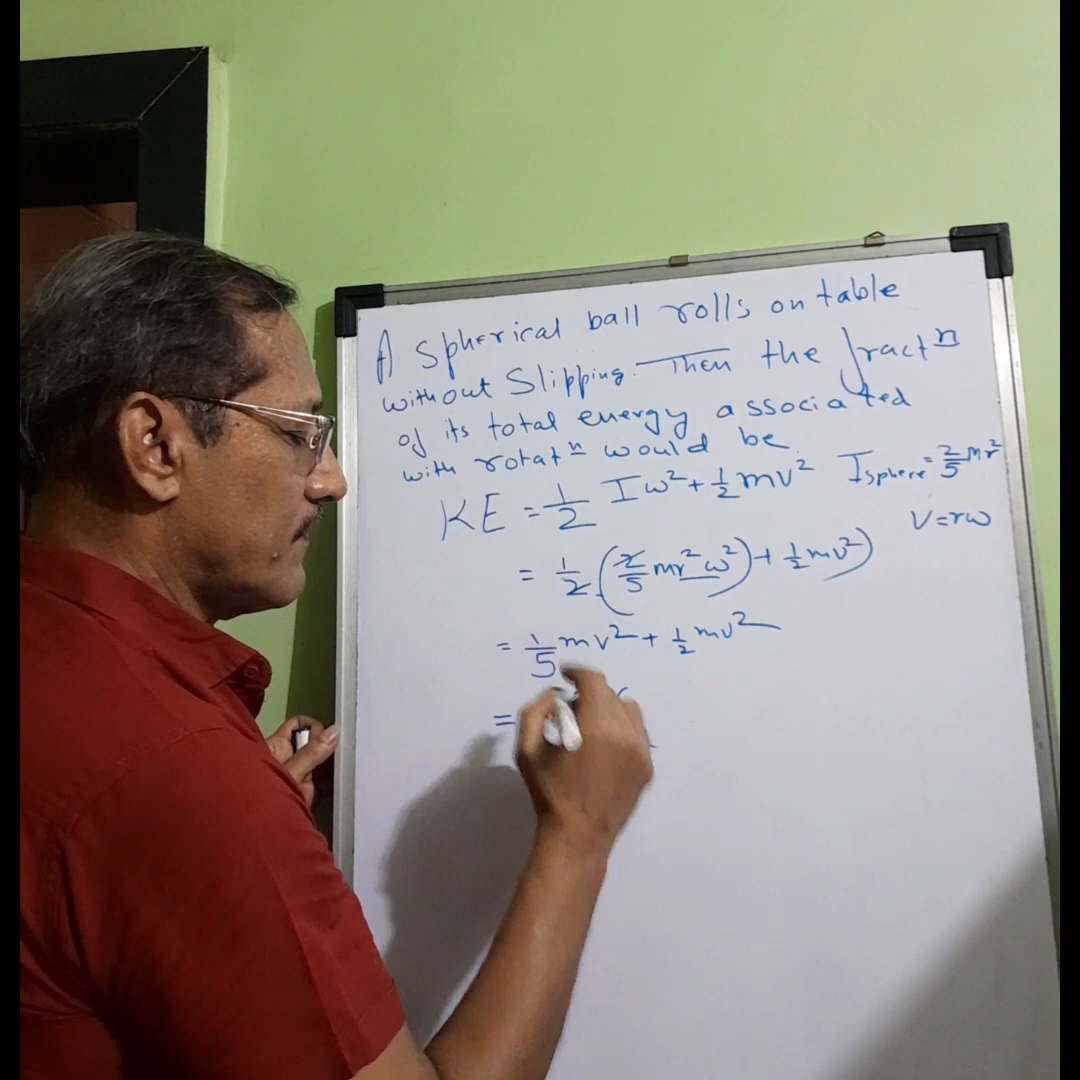 A Spherical ball rolls on table
without Slipping. Then the fractn
of its total energy associated
with rotatn would be
KE = 1/2 Iω² + 1/2 mv² Isphere = 2/5 mr²
V = rω
= 1/2 (2/5 mr² ω²) + 1/2 mv²)
= 1/5 mv² + 1/2 mv²
=